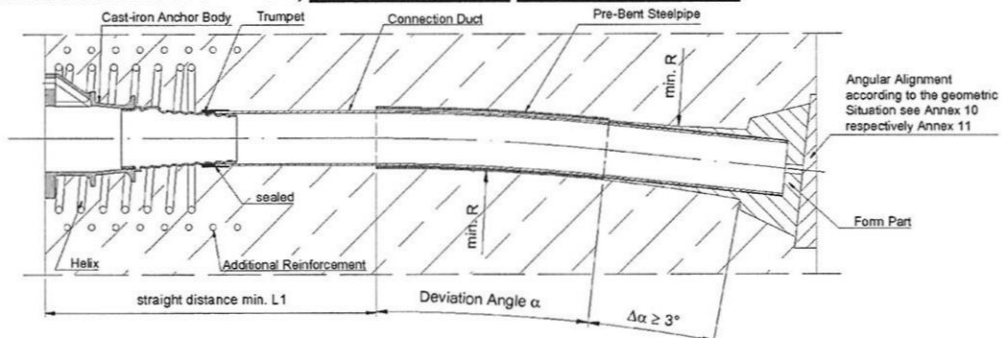 Cast-iron Anchor Body
Trumpet
Connection Duct
Pre-Bent Steelpipe
min. R
Angular Alignment
according to the geometric
Situation see Annex 10
respectively Annex 11
sealed
min. R
Form Part
Helix
Additional Reinforcement
straight distance min. L1
Deviation Angle α
Δα ≥ 3°